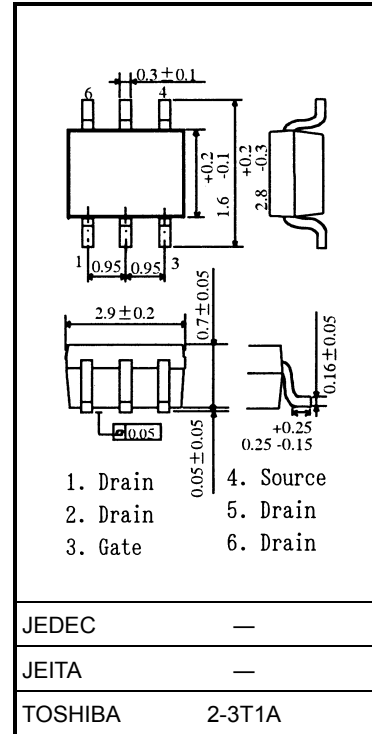 0.3±0.1
6 4
+0.2
1.6 -0.1
+0.2
2.8 -0.3
1 0.95 0.95 3
2.9±0.2
0.7±0.05
0.16±0.05
0.05
0.05±0.05
+0.25
0.25 -0.15
1. Drain
2. Drain
3. Gate
4. Source
5. Drain
6. Drain
JEDEC —
JEITA —
TOSHIBA 2-3T1A